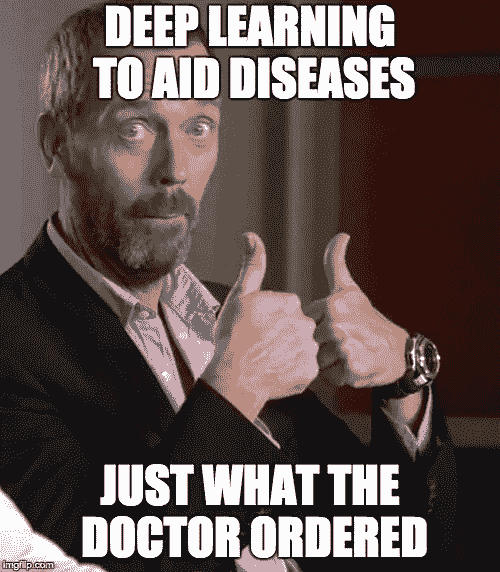 DEEP LEARNING
TO AID DISEASES
JUST WHAT THE
DOCTOR ORDERED
imgflip.com